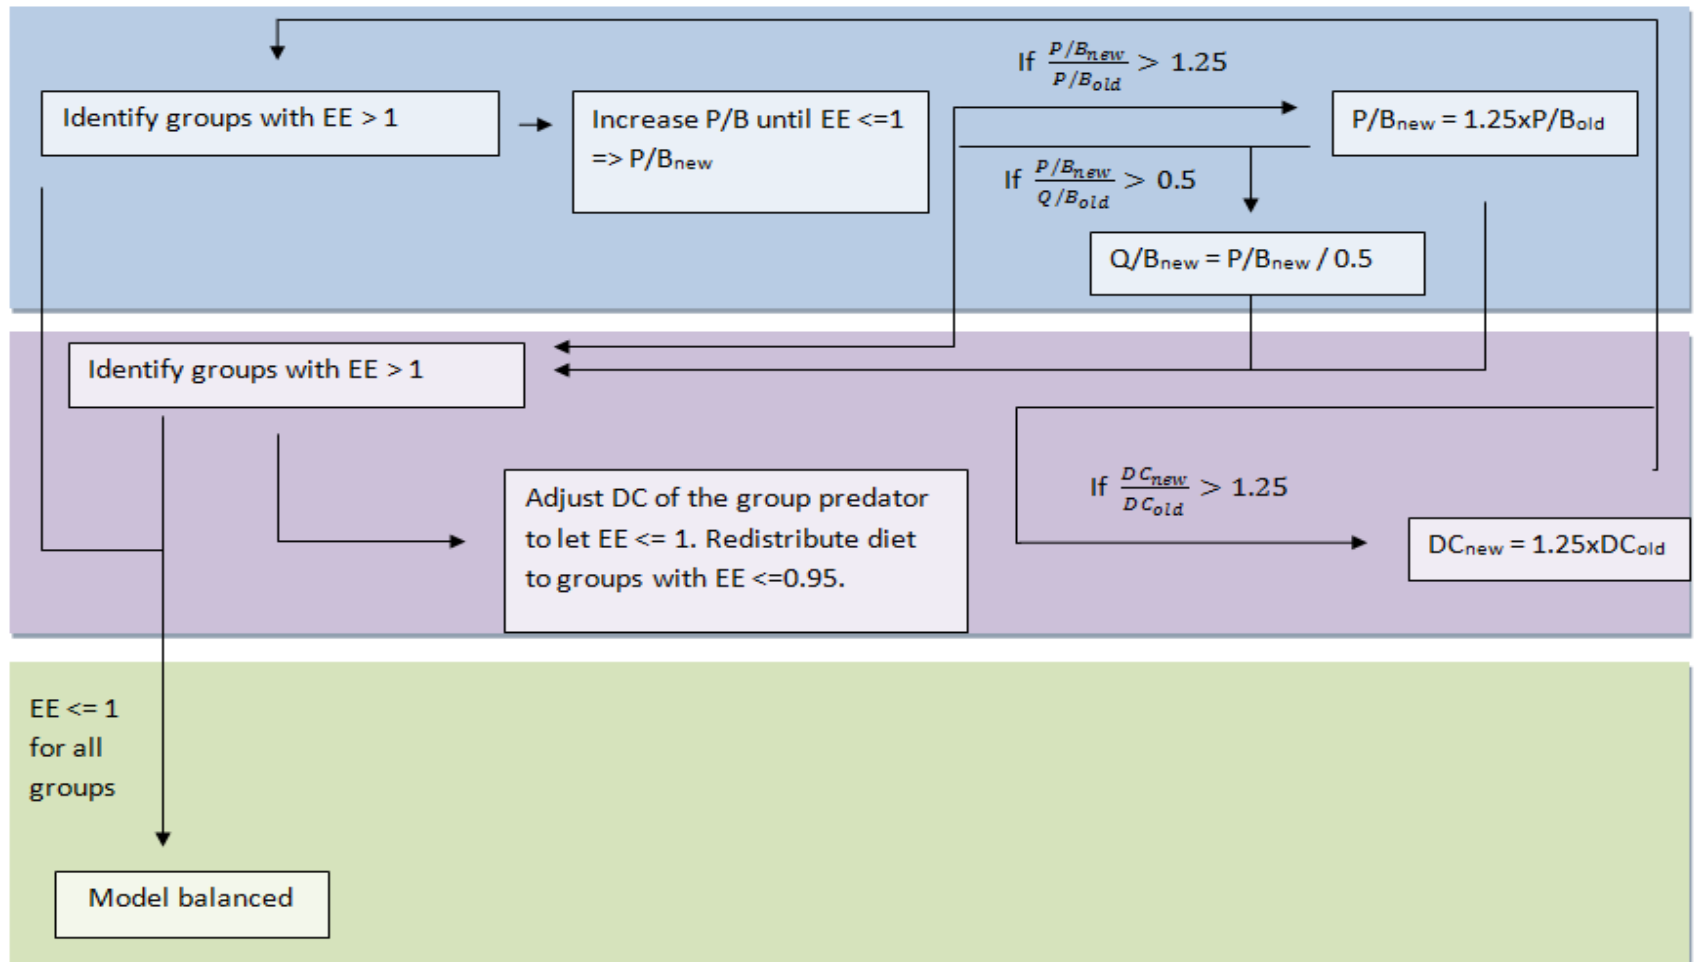 Identify groups with EE > 1
Increase P/B until EE <=1
=> P/Bnew
If P/Bnew / P/Bold > 1.25
P/Bnew = 1.25xP/Bold
If P/Bnew / Q/Bold > 0.5
Q/Bnew = P/Bnew / 0.5
Identify groups with EE > 1
Adjust DC of the group predator
to let EE <= 1. Redistribute diet
to groups with EE <=0.95.
If DCnew / DCold > 1.25
DCnew = 1.25xDCold
EE <= 1
for all
groups
Model balanced